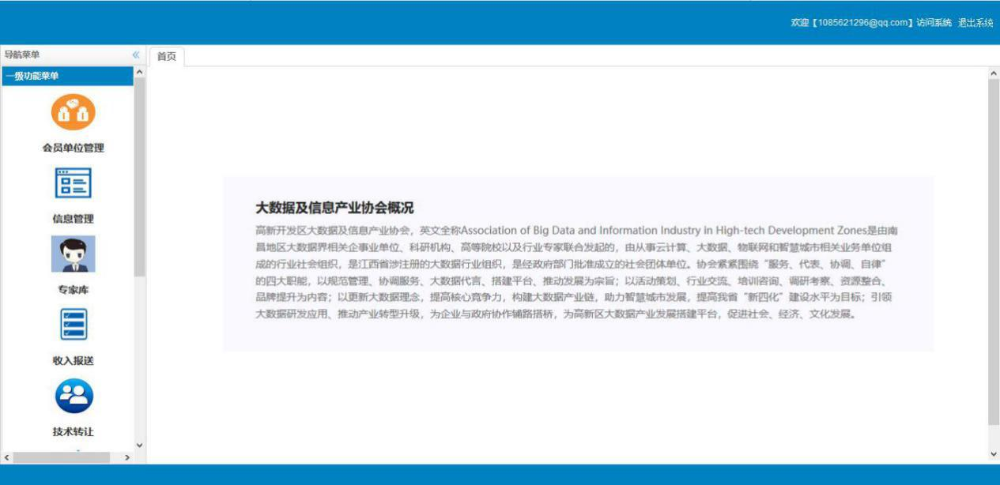 欢迎【1085621296@qq.com】访问系统 退出系统
导航菜单
首页
一级功能菜单
会员单位管理
信息管理
专家库
收入报送
技术转让
大数据及信息产业协会概况
高新开发区大数据及信息产业协会，英文全称Association of Big Data and Information Industry in High-tech Development Zones是由南
昌地区大数据界相关企事业单位、科研机构、高等院校以及行业专家联合发起的，由从事云计算、大数据、物联网和智慧城市相关业务单位组
成的行业社会组织，是江西省涉注册的大数据行业组织，是经政府部门批准成立的社会团体单位。协会紧紧围绕“服务、代表、协调、自律”
的四大职能，以规范管理、协调服务、大数据代言、搭建平台、推动发展为宗旨；以活动策划、行业交流、培训咨询、调研考察、资源整合、
品牌提升为内容；以更新大数据理念，提高核心竞争力，构建大数据产业链，助力智慧城市发展，提高我省“新四化”建设水平为目标；引领
大数据研发应用、推动产业转型升级，为企业与政府协作辅路搭桥，为高新区大数据产业发展搭建平台，促进社会、经济、文化发展。